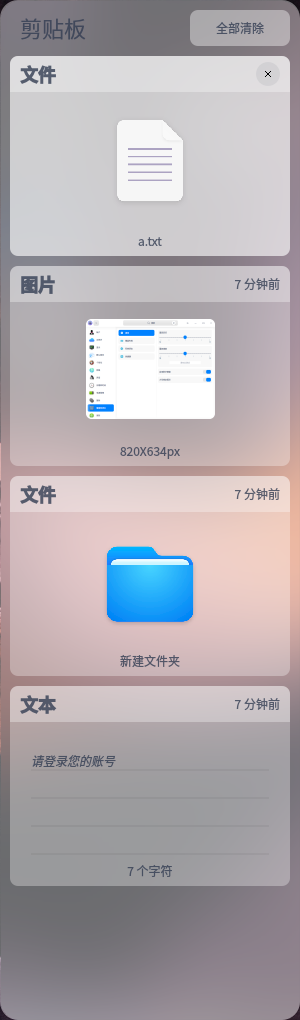 剪贴板
全部清除
文件
a.txt
图片
7 分钟前
820X634px
文件
7 分钟前
新建文件夹
文本
7 分钟前
请登录您的账号
7 个字符